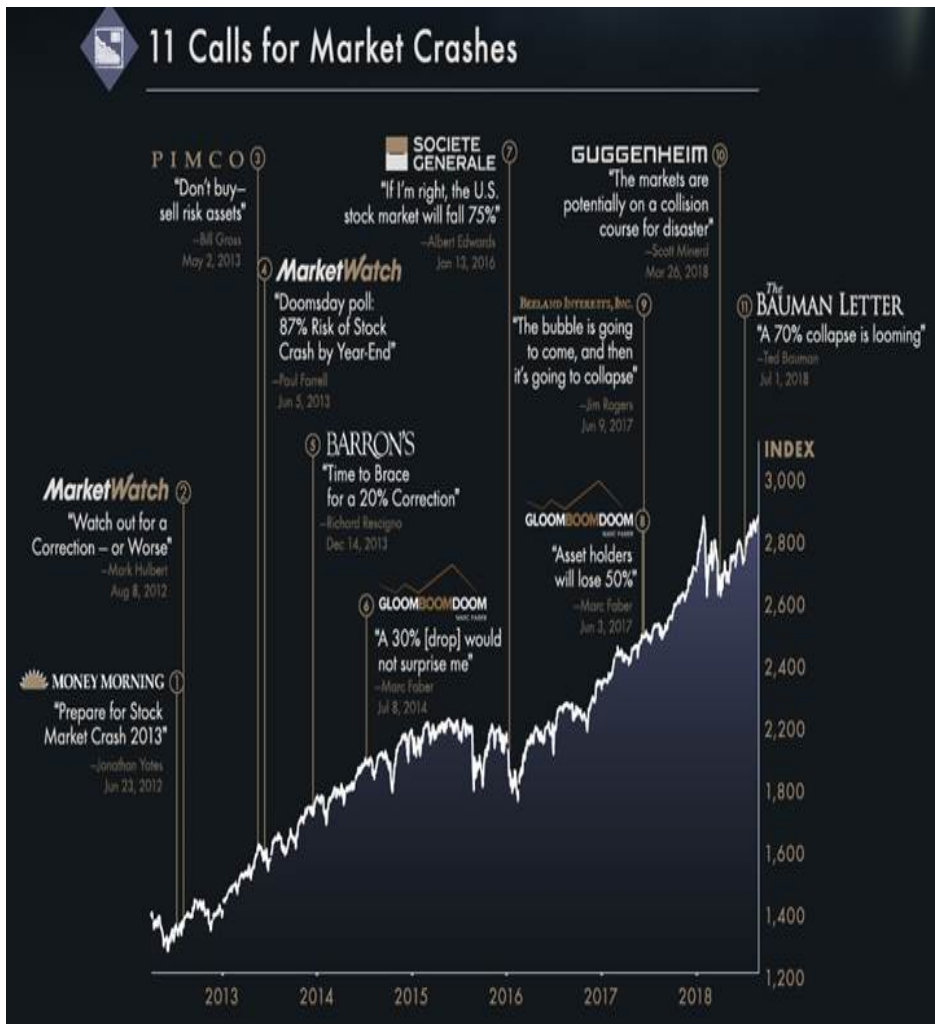 11 Calls for Market Crashes
PIMCO 3
"Don't buy–
sell risk assets"
–Bill Gross
May 2, 2013
4 MarketWatch
"Doomsday poll:
87% Risk of Stock
Crash by Year-End"
–Paul Farrell
Jun 5, 2013
SOCIETE
GENERALE 7
"If I'm right, the U.S.
stock market will fall 75%"
–Albert Edwards
Jan 13, 2016
GUGGENHEIM 10
"The markets are
potentially on a collision
course for disaster"
–Scott Minerd
Mar 26, 2018
BEELAND INTERESTS, INC. 9
"The bubble is going
to come, and then
it's going to collapse"
–Jim Rogers
Jun 9, 2017
The
11 BAUMAN LETTER
"A 70% collapse is looming"
–Ted Bauman
Jul 1, 2018
MarketWatch 2
"Watch out for a
Correction – or Worse"
–Mark Hulbert
Aug 8, 2012
5 BARRON'S
"Time to Brace
for a 20% Correction"
–Richard Rescigno
Dec 14, 2013
GLOOMBOOMDOOM 8
MARC FABER
"Asset holders
will lose 50%"
–Marc Faber
Jun 3, 2017
6 GLOOMBOOMDOOM
MARC FABER
"A 30% [drop] would
not surprise me"
–Marc Faber
Jul 8, 2014
MONEY MORNING 1
"Prepare for Stock
Market Crash 2013"
–Jonathan Yates
Jun 23, 2012
INDEX
3,000
2,800
2,600
2,400
2,200
1,800
1,600
1,400
1,200
2013 2014 2015 2016 2017 2018